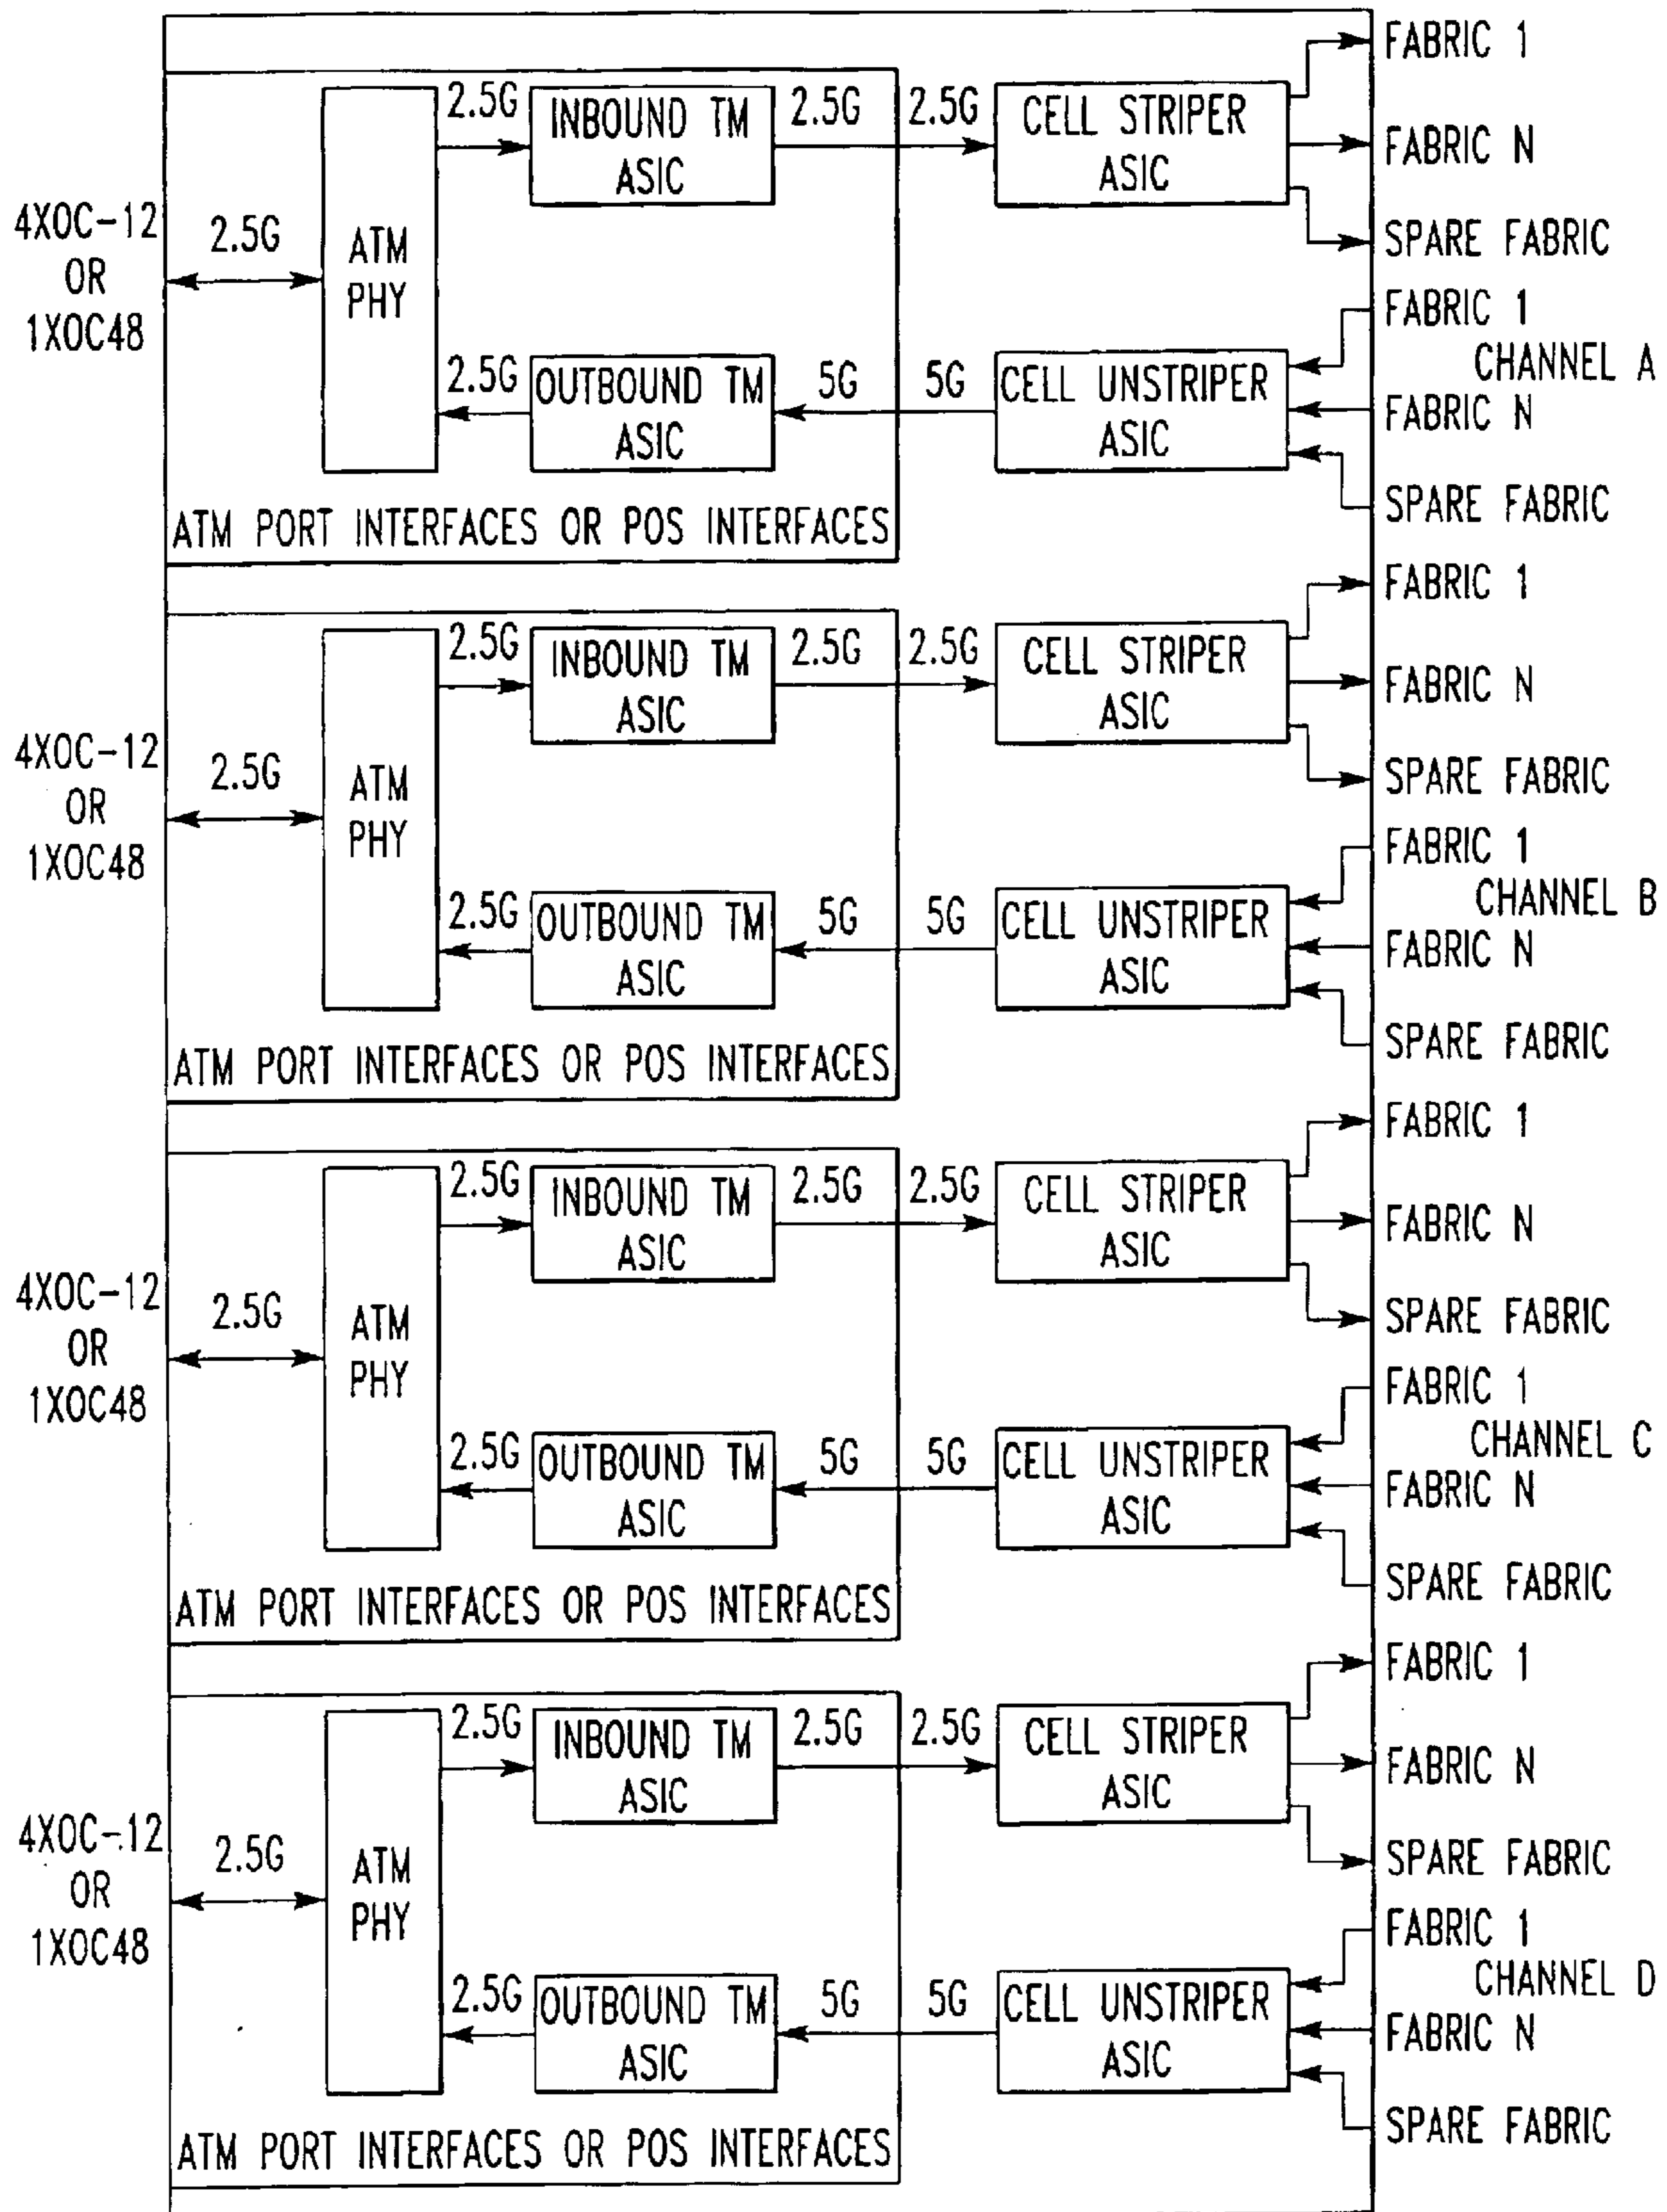 FABRIC 1
2.5G
INBOUND TM
ASIC
2.5G
2.5G
CELL STRIPER
ASIC
FABRIC N
4XOC-12
OR
1XOC48
2.5G
ATM
PHY
SPARE FABRIC
FABRIC 1
CHANNEL A
2.5G
OUTBOUND TM
ASIC
5G
5G
CELL UNSTRIPER
ASIC
FABRIC N
SPARE FABRIC
ATM PORT INTERFACES OR POS INTERFACES
FABRIC 1
2.5G
INBOUND TM
ASIC
2.5G
2.5G
CELL STRIPER
ASIC
FABRIC N
4XOC-12
OR
1XOC48
2.5G
ATM
PHY
SPARE FABRIC
FABRIC 1
CHANNEL B
2.5G
OUTBOUND TM
ASIC
5G
5G
CELL UNSTRIPER
ASIC
FABRIC N
SPARE FABRIC
ATM PORT INTERFACES OR POS INTERFACES
FABRIC 1
2.5G
INBOUND TM
ASIC
2.5G
2.5G
CELL STRIPER
ASIC
FABRIC N
4XOC-12
OR
1XOC48
2.5G
ATM
PHY
SPARE FABRIC
FABRIC 1
CHANNEL C
2.5G
OUTBOUND TM
ASIC
5G
5G
CELL UNSTRIPER
ASIC
FABRIC N
SPARE FABRIC
ATM PORT INTERFACES OR POS INTERFACES
FABRIC 1
2.5G
INBOUND TM
ASIC
2.5G
2.5G
CELL STRIPER
ASIC
FABRIC N
4XOC-12
OR
1XOC48
2.5G
ATM
PHY
SPARE FABRIC
FABRIC 1
CHANNEL D
2.5G
OUTBOUND TM
ASIC
5G
5G
CELL UNSTRIPER
ASIC
FABRIC N
SPARE FABRIC
ATM PORT INTERFACES OR POS INTERFACES